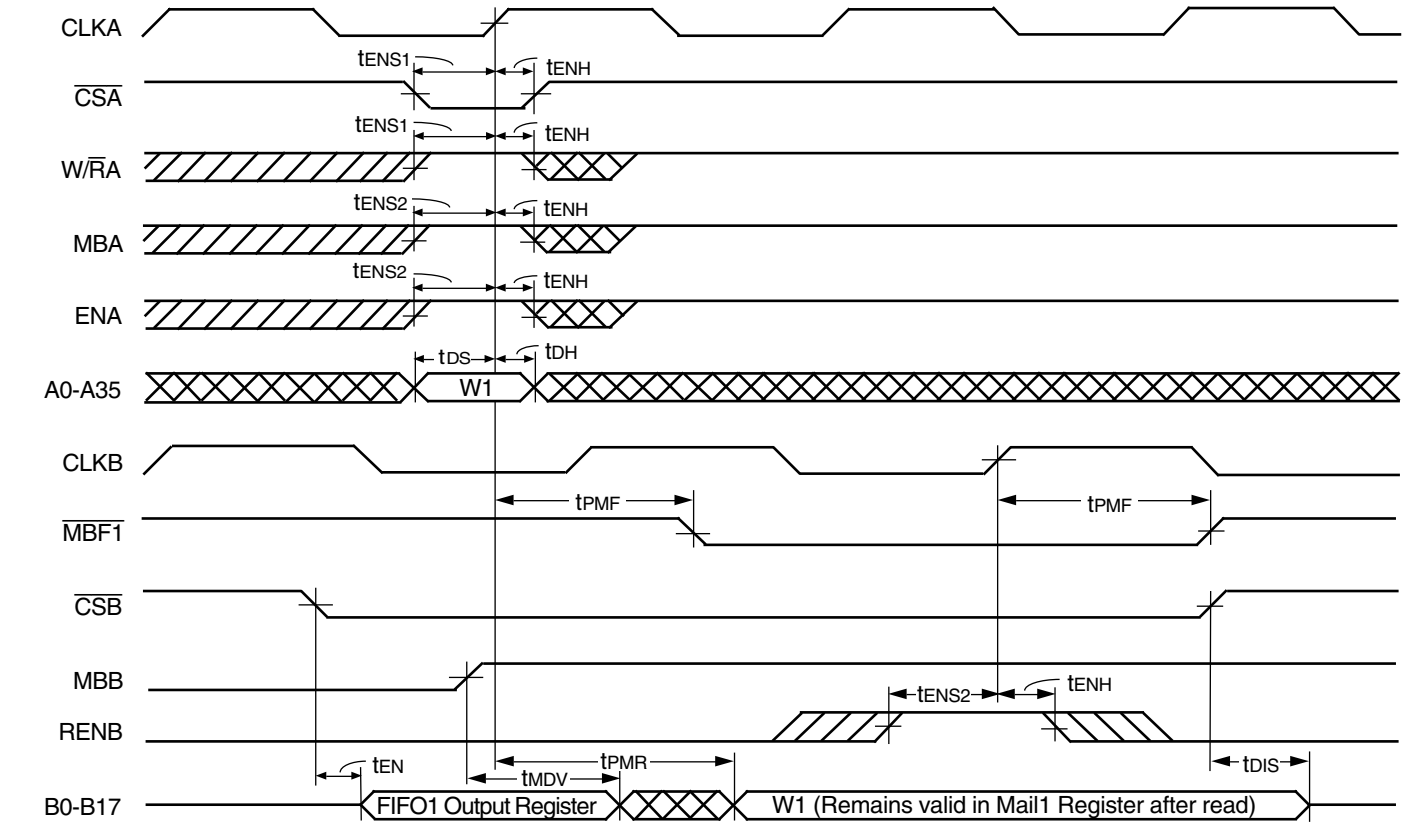 CLKA
tENS1
tENH
CSA
tENS1
tENH
W/RA
tENS2
tENH
MBA
tENS2
tENH
ENA
tDS
tDH
A0-A35
W1
CLKB
tPMF
tPMF
MBF1
CSB
MBB
tENS2
tENH
RENB
tEN
tPMR
tMDV
tDIS
B0-B17
FIFO1 Output Register
W1 (Remains valid in Mail1 Register after read)